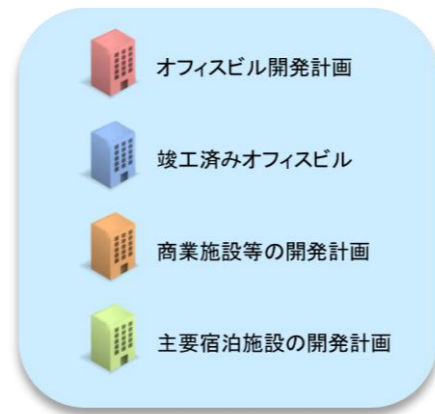 オフィスビル開発計画
竣工済みオフィスビル
商業施設等の開発計画
主要宿泊施設の開発計画